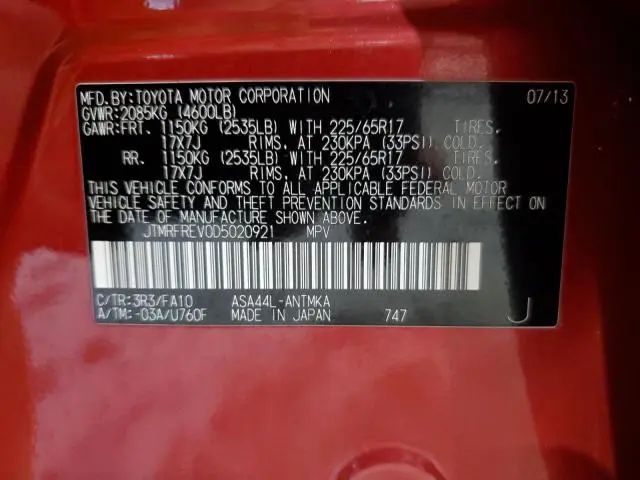 MFD.BY:TOYOTA MOTOR CORPORATION 07/13
GVWR:2085KG (4600LB)
GAWR:FRT. 1150KG (2535LB) WITH 225/65R17 TIRES.
17X7J RIMS, AT 230KPA (33PSI) COLD.
RR. 1150KG (2535LB) WITH 225/65R17 TIRES.
17X7J RIMS, AT 230KPA (33PSI) COLD.
THIS VEHICLE CONFORMS TO ALL APPLICABLE FEDERAL MOTOR
VEHICLE SAFETY AND THEFT PREVENTION STANDARDS IN EFFECT ON
THE DATE OF MANUFACTURE SHOWN ABOVE.
JTMRFREV0D5020921 MPV
C/TR:3R3/FA10 ASA44L-ANTMKA
A/TM:-03A/U760F MADE IN JAPAN 747 J